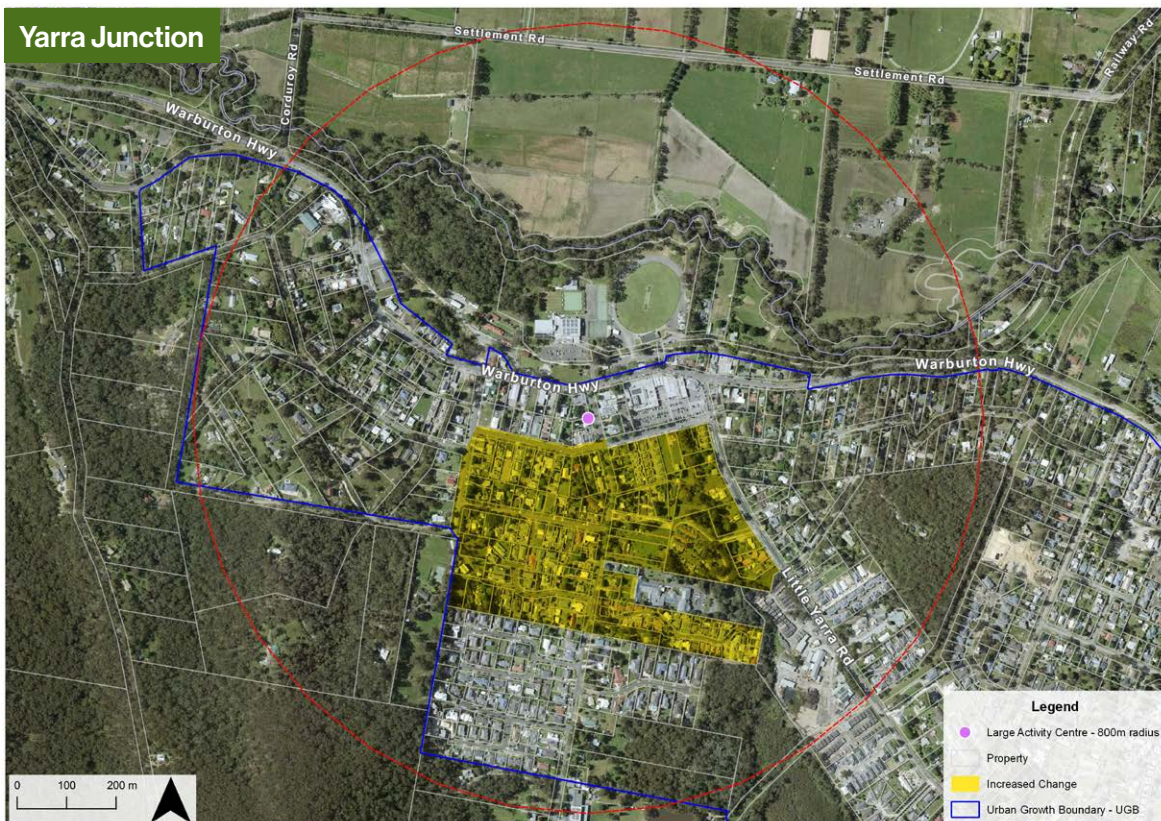 Yarra Junction
Settlement Rd
Settlement Rd
Railway Rd
Corduroy Rd
Warburton Hwy
Warburton Hwy
Warburton Hwy
Little Yarra Rd
Legend
Large Activity Centre - 800m radius
Property
Increased Change
Urban Growth Boundary - UGB
0 100 200 m